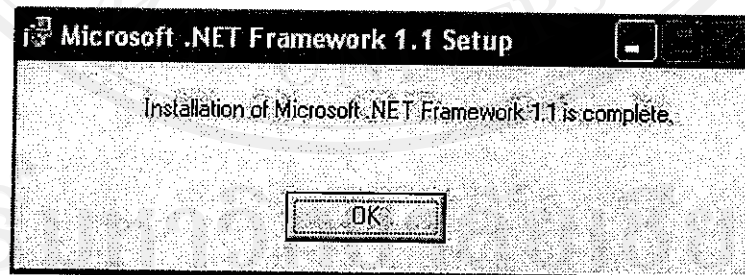 Microsoft .NET Framework 1.1 Setup
Installation of Microsoft .NET Framework 1.1 is complete.
OK